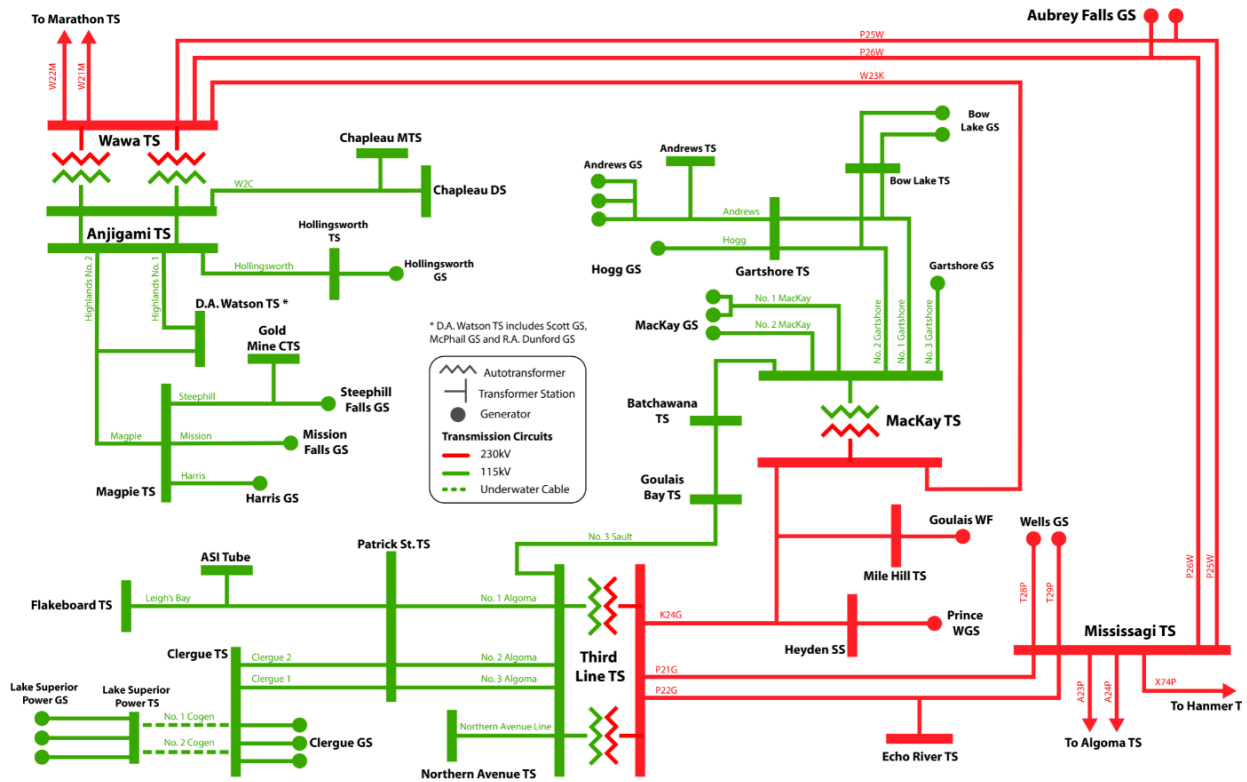 To Marathon TS
Aubrey Falls GS
P25W
P26W
W23K
W22M
W21M
Wawa TS
Chapleau MTS
W2C
Chapleau DS
Anjigami TS
Hollingsworth
TS
Hollingsworth
Hollingsworth
GS
Highlands No. 2
Highlands No. 1
D.A. Watson TS *
Gold
Mine CTS
Steephill
Steephill
Falls GS
Magpie
Mission
Mission
Falls GS
Harris
Harris GS
Magpie TS
Andrews GS
Andrews TS
Bow
Lake GS
Bow Lake TS
Andrews
Hogg
Hogg GS
Gartshore TS
Gartshore GS
No. 1 MacKay
MacKay GS
No. 2 MacKay
No. 2 Gartshore
No. 1 Gartshore
No. 3 Gartshore
* D.A. Watson TS includes Scott GS,
McPhail GS and R.A. Dunford GS
Autotransformer
Transformer Station
Generator
Transmission Circuits
230kV
115kV
Underwater Cable
Batchawana
TS
MacKay TS
Goulais
Bay TS
No. 3 Sault
Goulais WF
Wells GS
Mile Hill TS
P26W
P25W
T28P
T29P
Patrick St. TS
ASI Tube
Flakeboard TS
Leigh's Bay
No. 1 Algoma
K24G
Prince
WGS
Heyden SS
Mississagi TS
Clergue TS
Clergue 2
No. 2 Algoma
Third
Line TS
Clergue 1
No. 3 Algoma
P21G
P22G
X74P
A23P
A24P
To Hanmer T
Lake Superior
Power GS
Lake Superior
Power TS
No. 1 Cogen
No. 2 Cogen
Clergue GS
Northern Avenue Line
Northern Avenue TS
Echo River TS
To Algoma TS